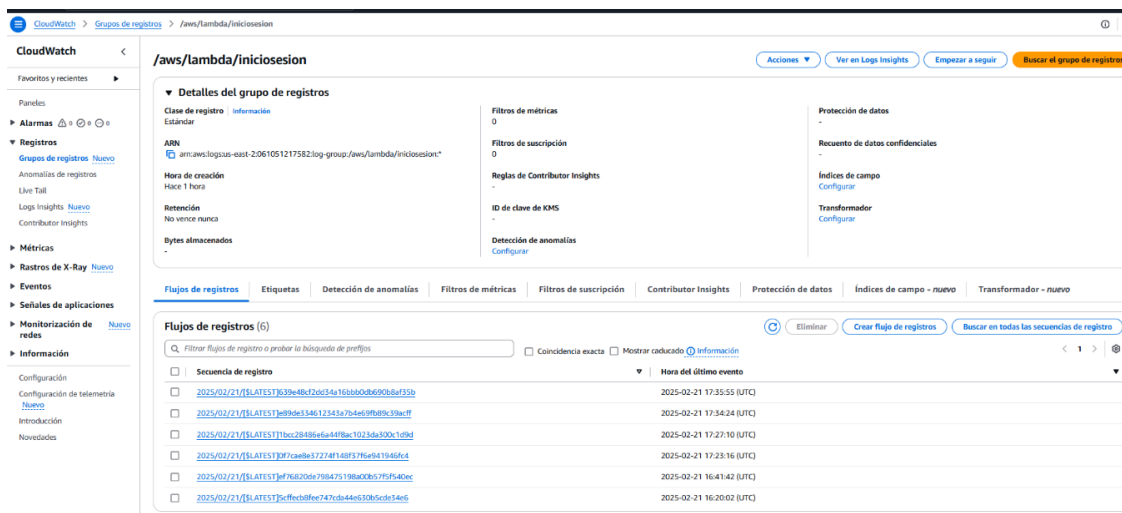 CloudWatch > Grupos de registros > /aws/lambda/iniciosesion
CloudWatch
Favoritos y recientes
Paneles
Alarmas 0 0 0
Registros
Grupos de registros Nuevo
Anomalías de registros
Live Tail
Logs Insights Nuevo
Contributor Insights
Métricas
Rastros de X-Ray Nuevo
Eventos
Señales de aplicaciones
Monitorización de redes Nuevo
Información
Configuración
Configuración de telemetría
Nuevo
Introducción
Novedades
/aws/lambda/iniciosesion
Acciones
Ver en Logs Insights
Empezar a seguir
Buscar el grupo de registros
Detalles del grupo de registros
Clase de registro | Información
Estándar
ARN
arn:aws:logs:us-east-2:061051217582:log-group:/aws/lambda/iniciosesion:*
Hora de creación
Hace 1 hora
Retención
No vence nunca
Bytes almacenados
-
Filtros de métricas
0
Filtros de suscripción
0
Reglas de Contributor Insights
-
ID de clave de KMS
-
Detección de anomalías
Configurar
Protección de datos
-
Recuento de datos confidenciales
-
Índices de campo
Configurar
Transformador
Configurar
Flujos de registros
Etiquetas
Detección de anomalías
Filtros de métricas
Filtros de suscripción
Contributor Insights
Protección de datos
Índices de campo - nuevo
Transformador - nuevo
Flujos de registros (6)
Eliminar
Crear flujo de registros
Buscar en todas las secuencias de registro
Filtrar flujos de registro o probar la búsqueda de prefijos
Coincidencia exacta
Mostrar caducado
Información
< 1 >
Secuencia de registro
Hora del último evento
2025/02/21/[$LATEST]639e48cf2dd34a16bbb0db690b8af35b 2025-02-21 17:35:55 (UTC)
2025/02/21/[$LATEST]e89de334612343a7b4e69fb89c39acff 2025-02-21 17:34:24 (UTC)
2025/02/21/[$LATEST]1bcc28486e6a44f8ac1023da300c1d9d 2025-02-21 17:27:10 (UTC)
2025/02/21/[$LATEST]0f7cae8e37274f148f37f6e941946fc4 2025-02-21 17:23:16 (UTC)
2025/02/21/[$LATEST]ef76820de798475198a00b57f5f540ec 2025-02-21 16:41:42 (UTC)
2025/02/21/[$LATEST]5cffecb8fee747cda44e630b5cde34e6 2025-02-21 16:20:02 (UTC)